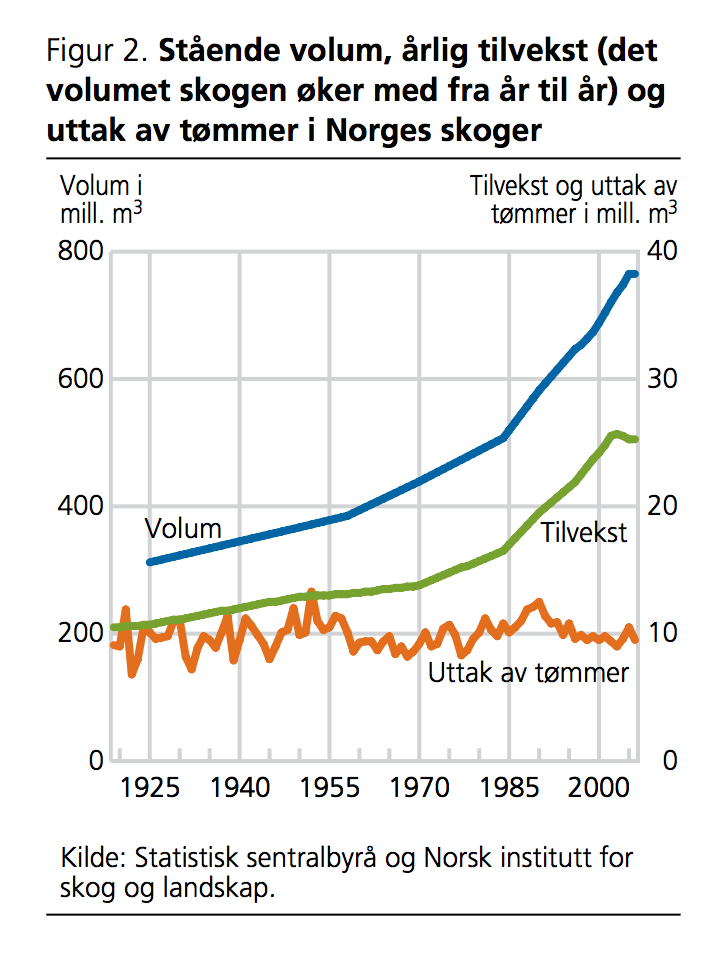 Figur 2. Stående volum, årlig tilvekst (det
volumet skogen øker med fra år til år) og
uttak av tømmer i Norges skoger
Volum i
mill. m³
Tilvekst og uttak av
tømmer i mill. m³
800
40
600
30
400
20
Volum
Tilvekst
200
10
Uttak av tømmer
0
0
1925 1940 1955 1970 1985 2000
Kilde: Statistisk sentralbyrå og Norsk institutt for
skog og landskap.